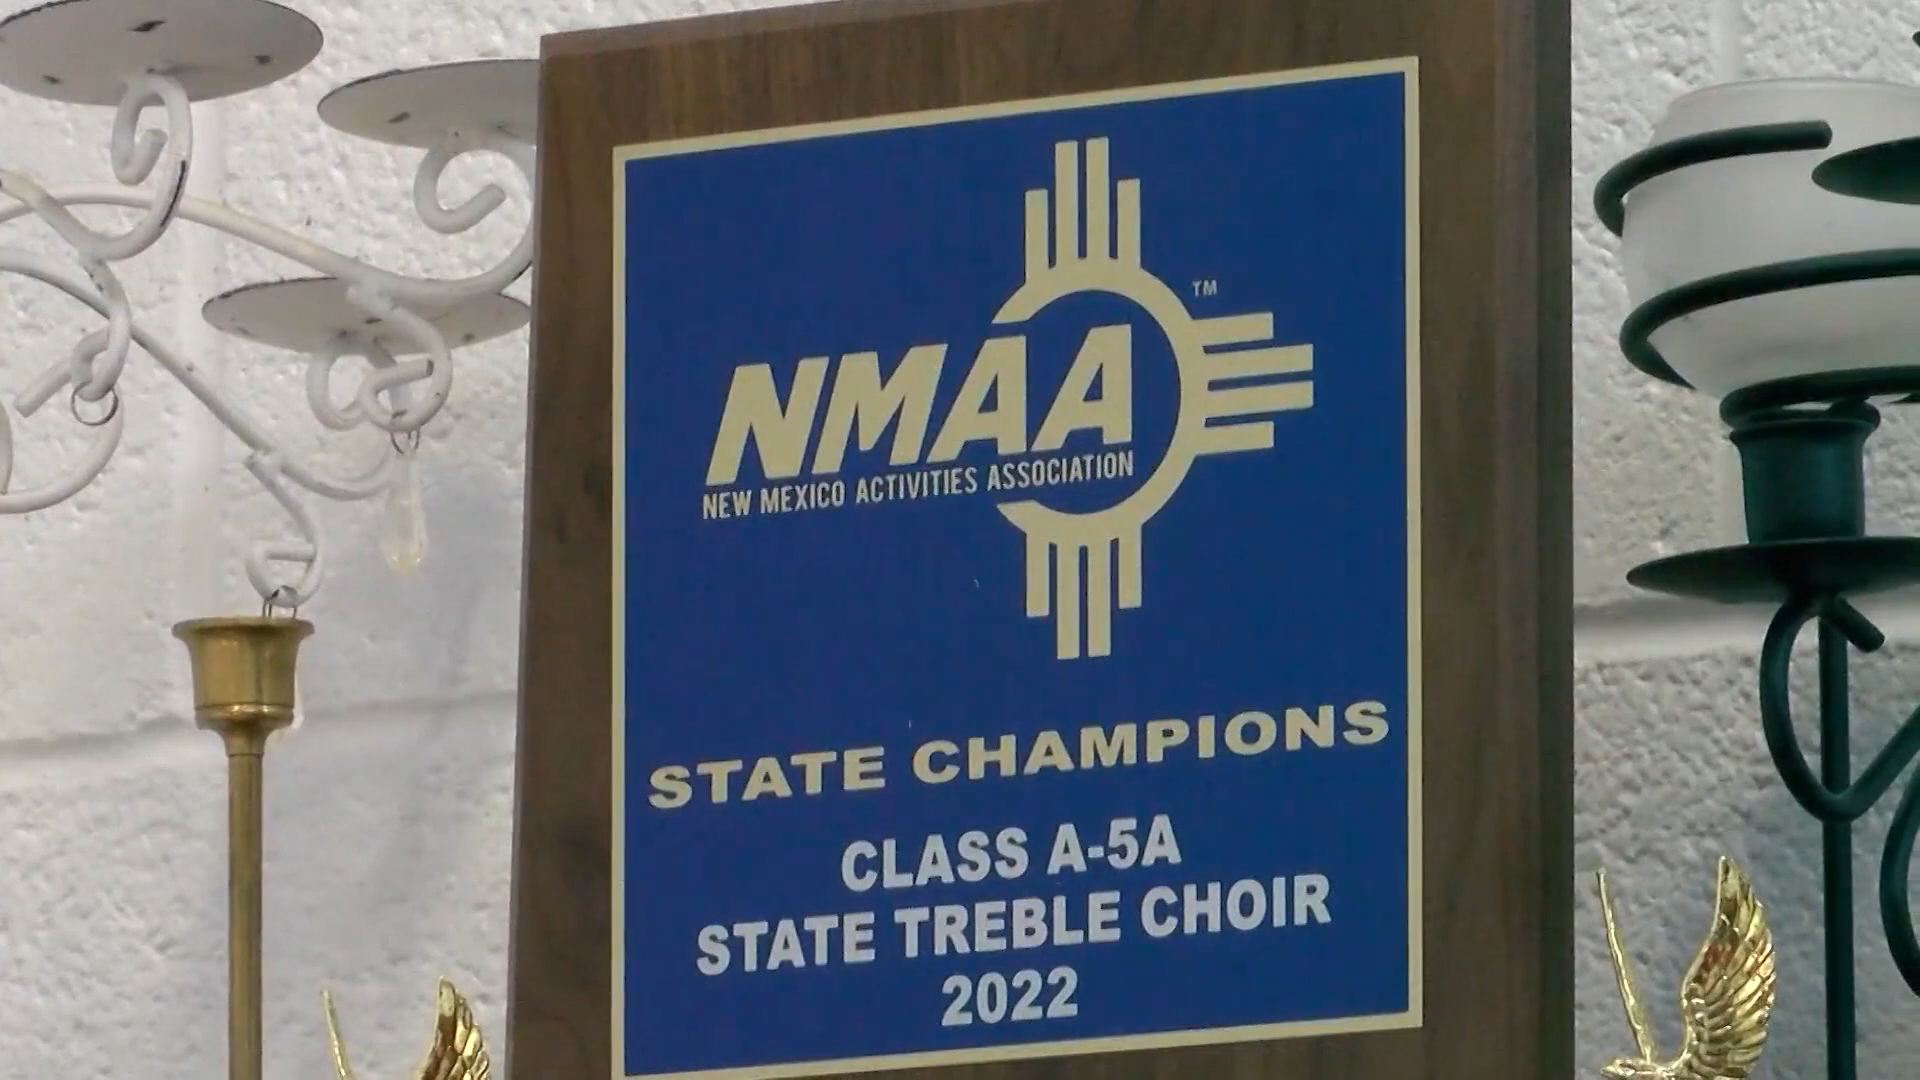 TM
NMAA
NEW MEXICO ACTIVITIES ASSOCIATION
STATE CHAMPIONS
CLASS A-5A
STATE TREBLE CHOIR
2022